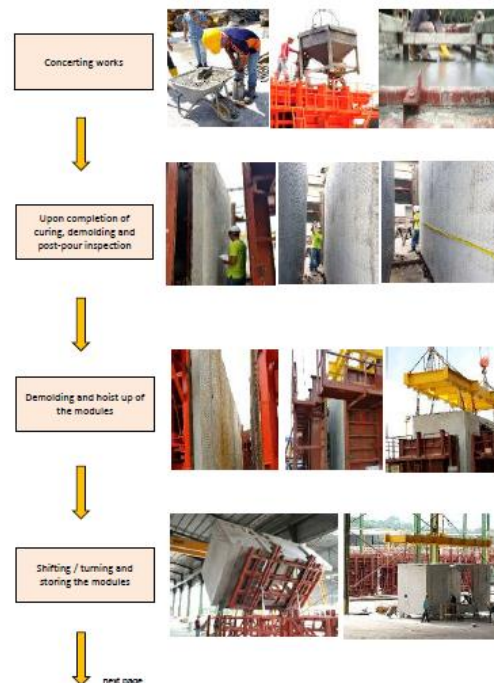 Concerting works
Upon completion of
curing, demolding and
post-pour inspection
Demolding and hoist up of
the modules
Shifting / turning and
storing the modules
next page